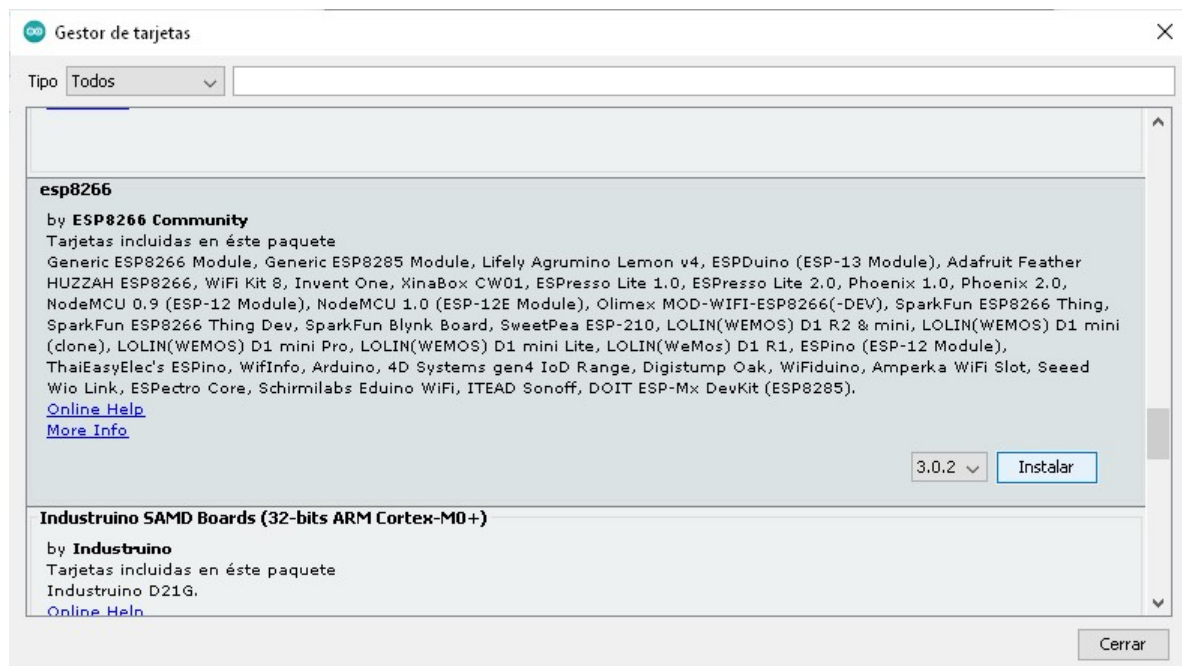 Gestor de tarjetas
Tipo Todos
esp8266
by ESP8266 Community
Tarjetas incluidas en éste paquete
Generic ESP8266 Module, Generic ESP8285 Module, Lifely Agrumino Lemon v4, ESPDuino (ESP-13 Module), Adafruit Feather
HUZZAH ESP8266, WiFi Kit 8, Invent One, XinaBox CW01, ESPresso Lite 1.0, ESPresso Lite 2.0, Phoenix 1.0, Phoenix 2.0,
NodeMCU 0.9 (ESP-12 Module), NodeMCU 1.0 (ESP-12E Module), Olimex MOD-WIFI-ESP8266(-DEV), SparkFun ESP8266 Thing,
SparkFun ESP8266 Thing Dev, SparkFun Blynk Board, SweetPea ESP-210, LOLIN(WEMOS) D1 R2 & mini, LOLIN(WEMOS) D1 mini
(clone), LOLIN(WEMOS) D1 mini Pro, LOLIN(WEMOS) D1 mini Lite, LOLIN(WeMos) D1 R1, ESPino (ESP-12 Module),
ThaiEasyElec's ESPino, WifInfo, Arduino, 4D Systems gen4 IoD Range, Digistump Oak, WiFiduino, Amperka WiFi Slot, Seeed
Wio Link, ESPectro Core, Schirmilabs Eduino WiFi, ITEAD Sonoff, DOIT ESP-Mx DevKit (ESP8285).
Online Help
More Info
3.0.2 Instalar
Industruino SAMD Boards (32-bits ARM Cortex-M0+)
by Industruino
Tarjetas incluidas en éste paquete
Industruino D21G.
Online Help
Cerrar